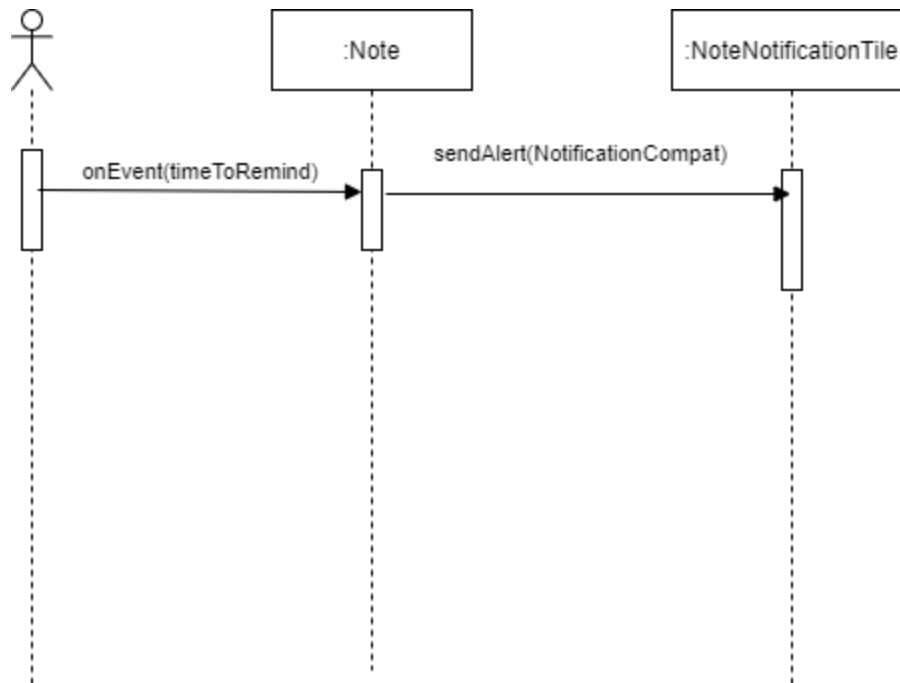 :Note
:NoteNotificationTile
onEvent(timeToRemind)
sendAlert(NotificationCompat)